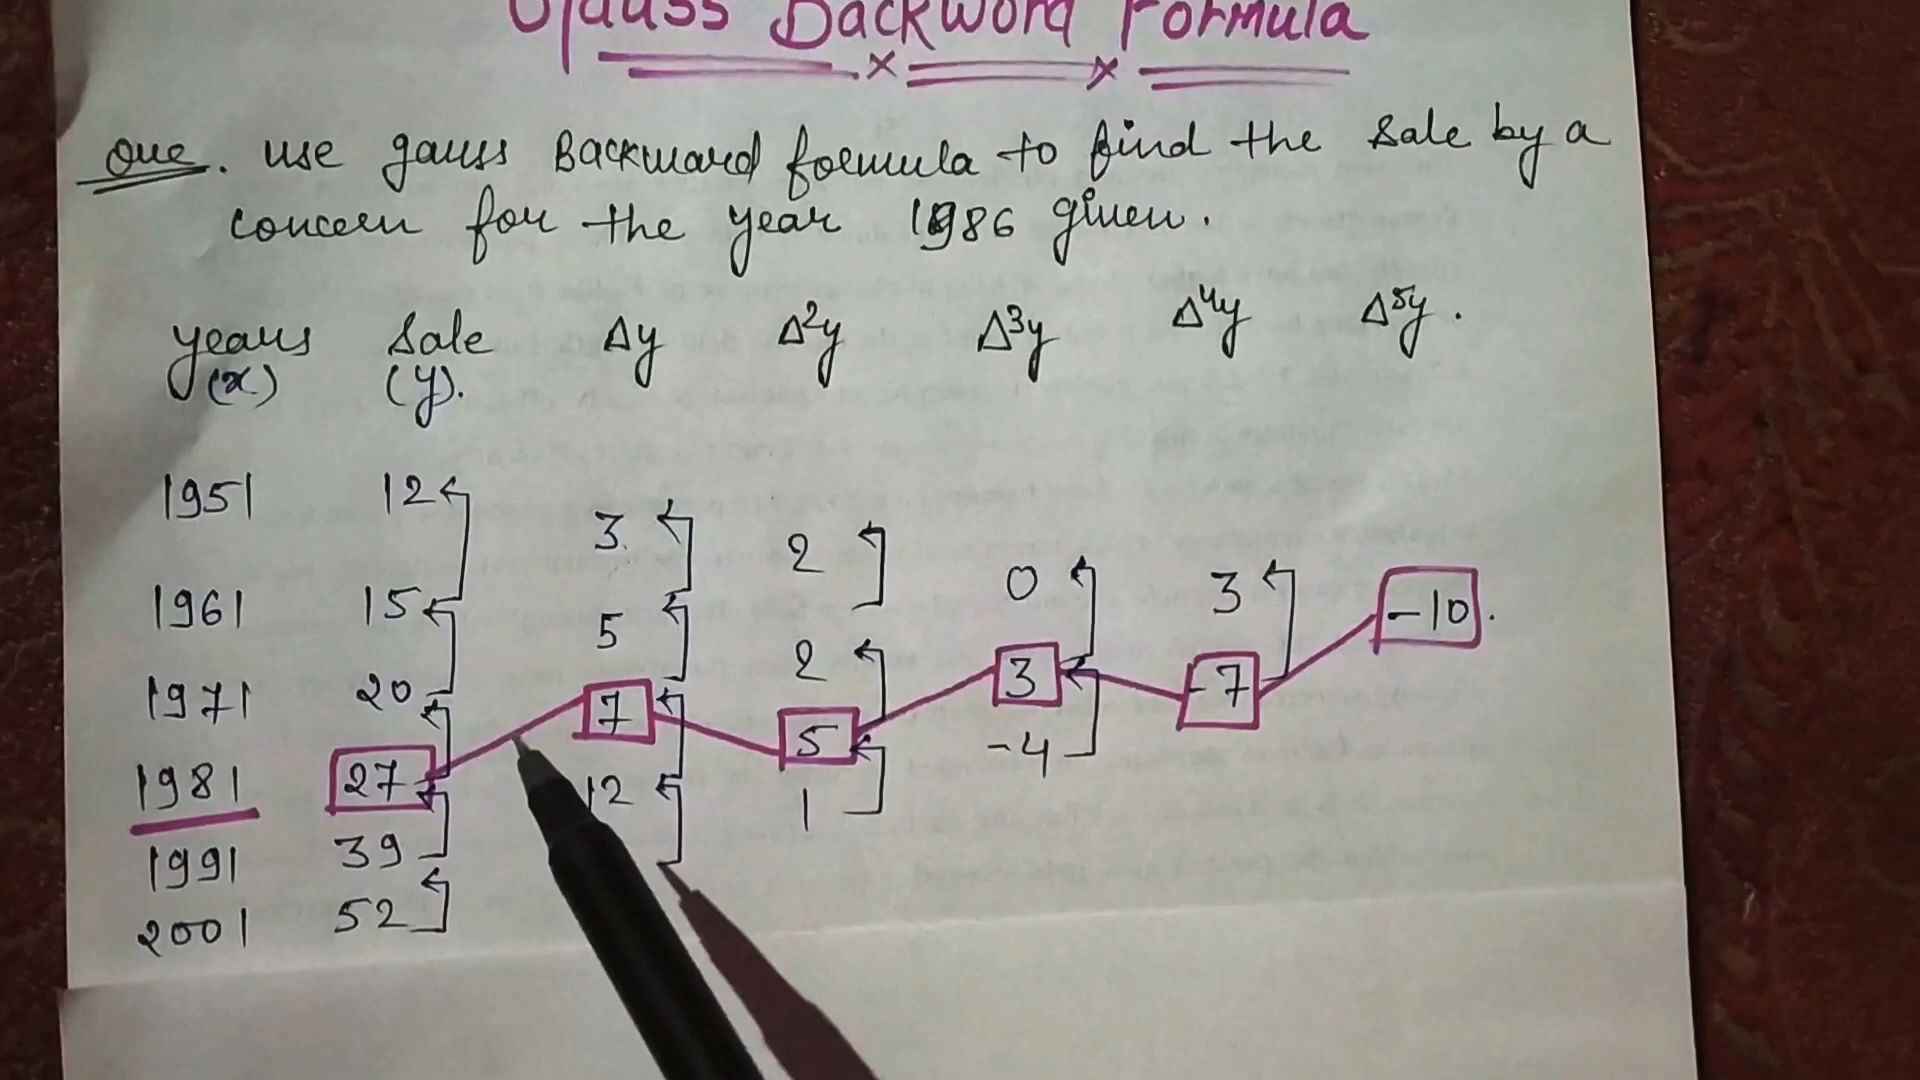 Gauss Backword Formula
Que. use gauss Backward formula to find the Sale by a
concern for the year 1986 given.
years Sale Δy Δ²y Δ³y Δ⁴y Δ⁵y.
(x) (y).
1951 12 3 2 0 3 -10.
1961 15 5 2 3 -7
1971 20 7 5 -4
1981 27 12 1
1991 39
2001 52